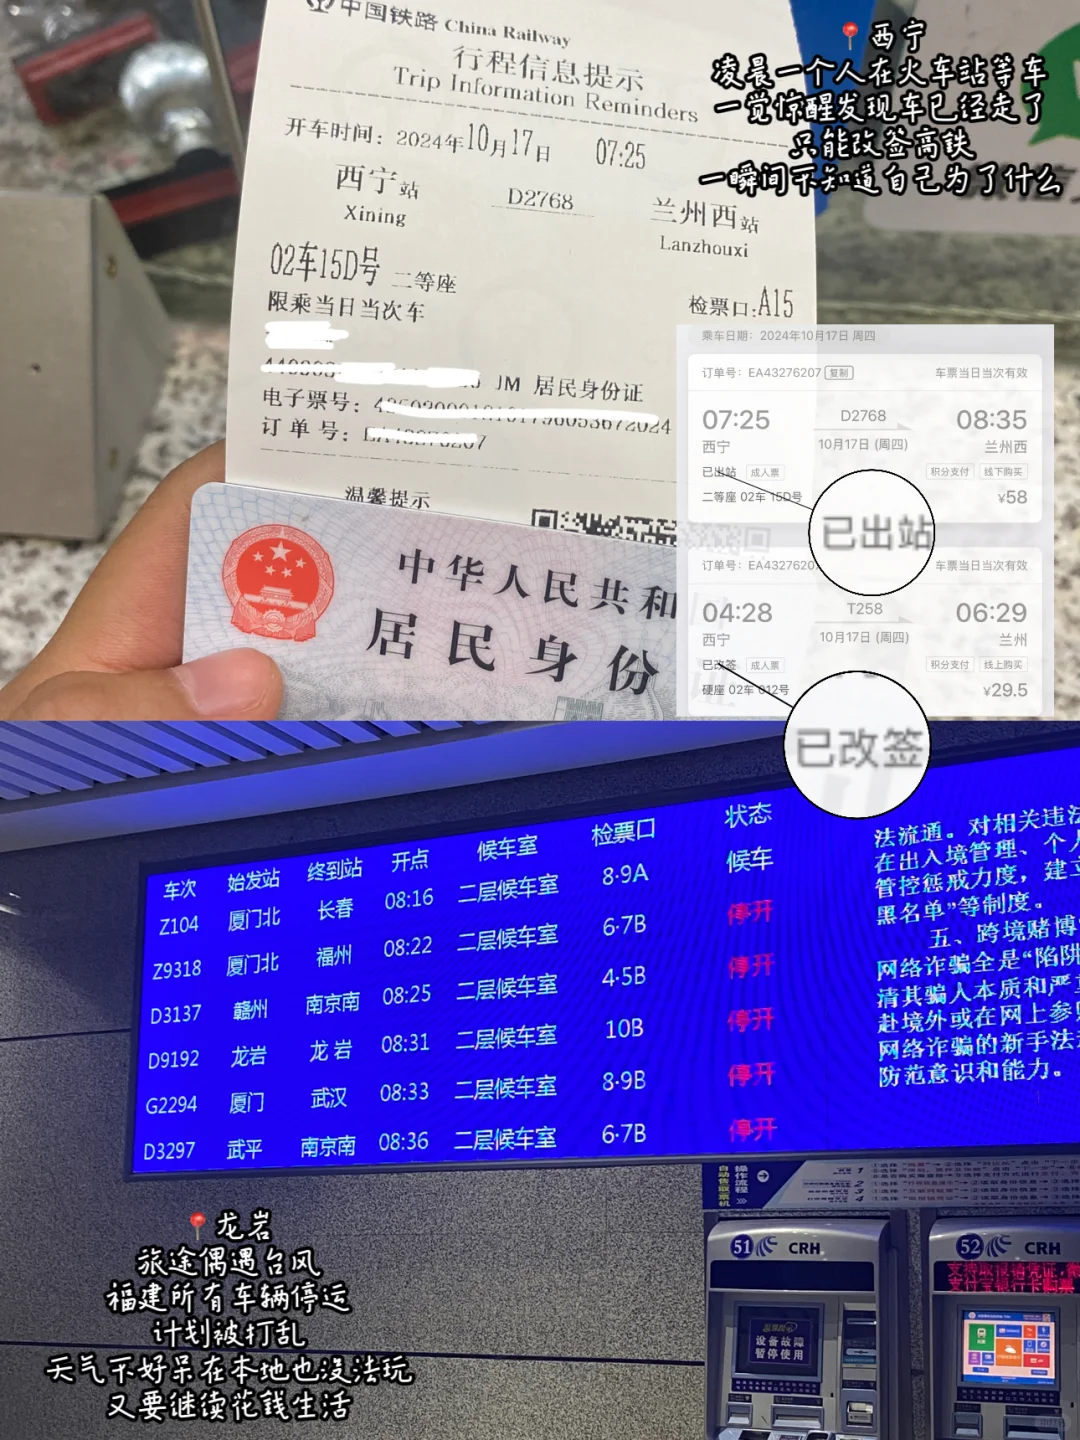 中国铁路 China Railway
行程信息提示
Trip Information Reminders
开车时间：2024年10月17日 07:25
西宁站 D2768 兰州西站
Xining Lanzhouxi
02车15D号 二等座
限乘当日当次车 检票口:A15
JM 居民身份证
电子票号：
订单号：
温馨提示
中华人民共和
居民身份
📍西宁
凌晨一个人在火车站等车
一觉惊醒发现车已经走了
只能改签高铁
一瞬间不知道自己为了什么
乘车日期：2024年10月17日 周四
订单号：EA43276207 复制 车票当日当次有效
07:25 D2768 08:35
西宁 10月17日 (周四) 兰州西
已出站 成人票 积分支付 线下购买
二等座 02车 15D号 ¥58
已出站
订单号：EA4327620 车票当日当次有效
04:28 T258 06:29
西宁 10月17日 (周四) 兰州
已改签 成人票 积分支付 线上购买
硬座 02车 012号 ¥29.5
已改签
车次 始发站 终到站 开点 候车室 检票口 状态
Z104 厦门北 长春 08:16 二层候车室 8·9A 候车
Z9318 厦门北 福州 08:22 二层候车室 6·7B 停开
D3137 赣州 南京南 08:25 二层候车室 4·5B 停开
D9192 龙岩 龙岩 08:31 二层候车室 10B 停开
G2294 厦门 武汉 08:33 二层候车室 8·9B 停开
D3297 武平 南京南 08:36 二层候车室 6·7B 停开
法流通。对相关违法
在出入境管理、个人
管控惩戒力度，建立
黑名单”等制度。
五、跨境赌博
网络诈骗全是“陷阱
清其骗人本质和严重
赴境外或在网上参赌
网络诈骗的新手法
防范意识和能力。
自动售取票机
操作流程
51 CRH
设备故障
暂停使用
52 CRH
支持取报销凭证,
支付宝银行卡购票
📍龙岩
旅途偶遇台风
福建所有车辆停运
计划被打乱
天气不好呆在本地也没法玩
又要继续花钱生活